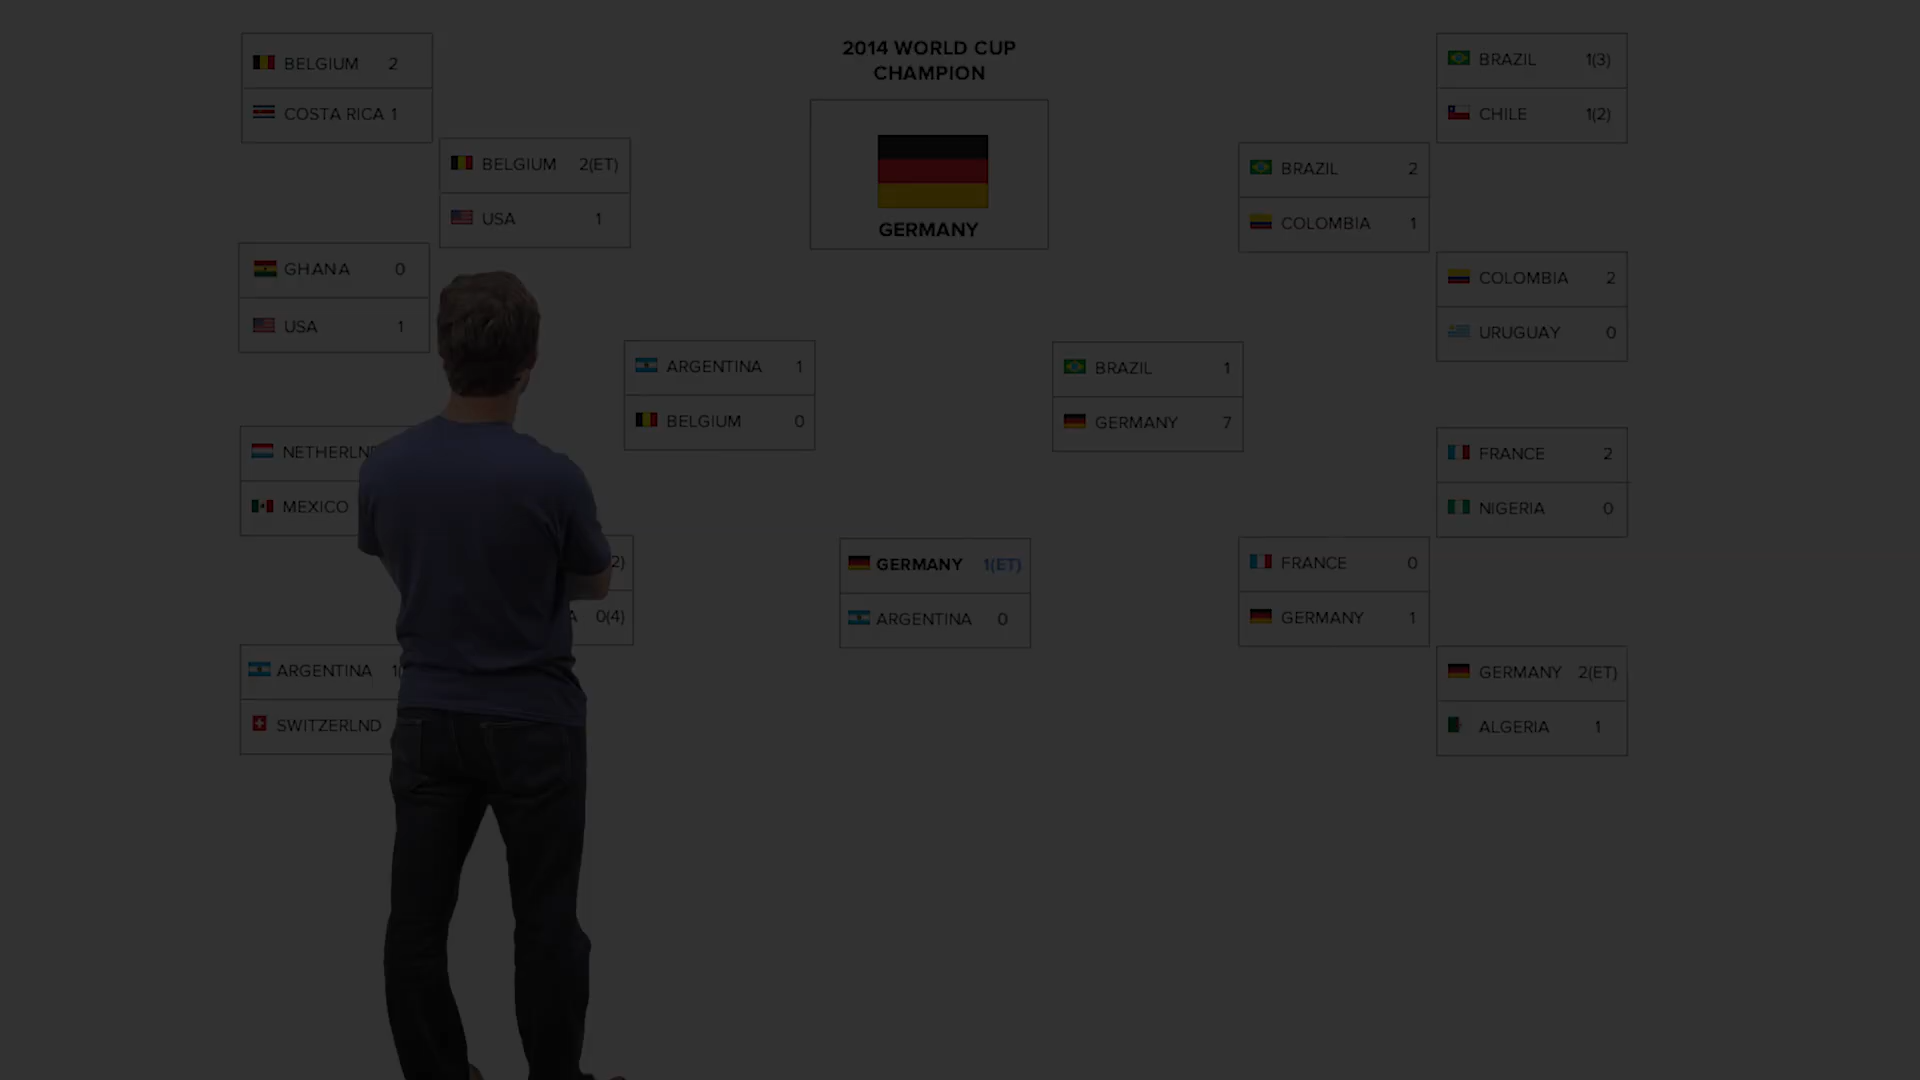 2014 WORLD CUP
CHAMPION
GERMANY
BELGIUM 2
COSTA RICA 1
BELGIUM 2(ET)
USA 1
GHANA 0
USA 1
ARGENTINA 1
BELGIUM 0
NETHERLN
MEXICO
2)
A 0(4)
ARGENTINA 1(
SWITZERLND
GERMANY 1(ET)
ARGENTINA 0
BRAZIL 1
GERMANY 7
BRAZIL 2
COLOMBIA 1
FRANCE 0
GERMANY 1
BRAZIL 1(3)
CHILE 1(2)
COLOMBIA 2
URUGUAY 0
FRANCE 2
NIGERIA 0
GERMANY 2(ET)
ALGERIA 1